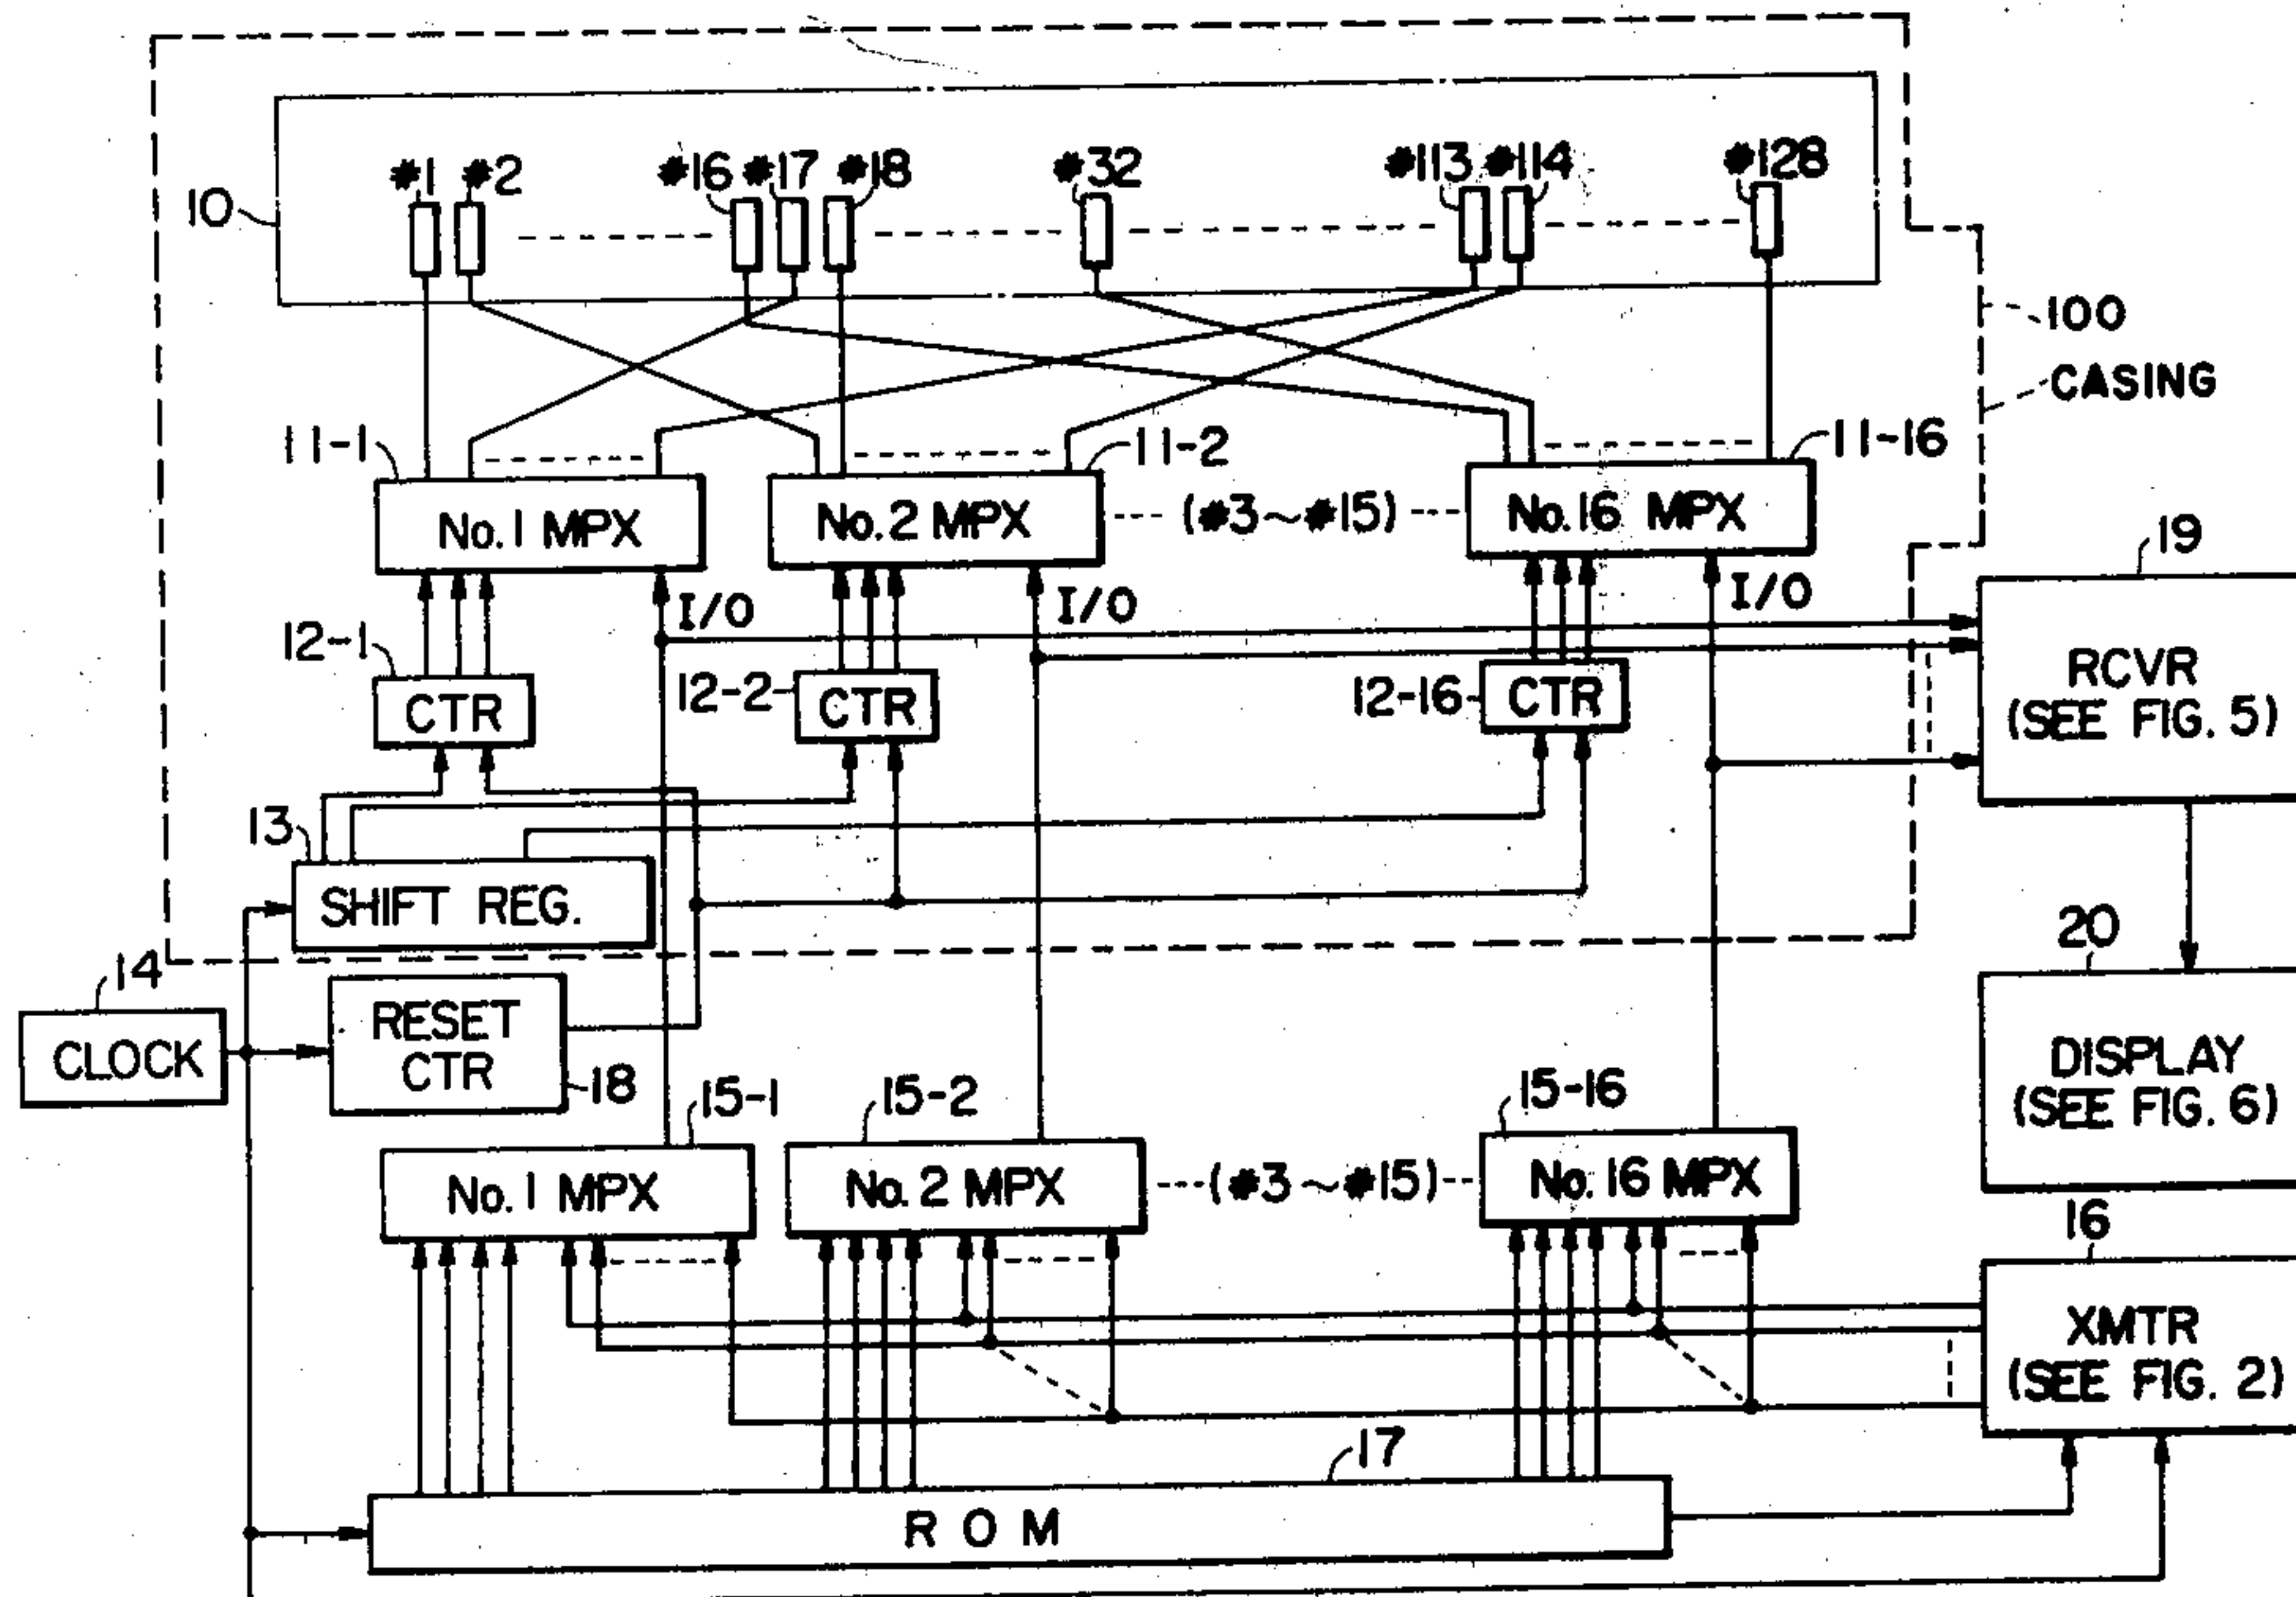 #1 #2 #16 #17 #18 #32 #113 #114 #128
10
100
CASING
11-1 11-2 11-16
No. 1 MPX No. 2 MPX (#3~#15) No. 16 MPX
19
I/O I/O I/O
RCVR
(SEE FIG. 5)
12-1 12-2 12-16
CTR CTR CTR
13
SHIFT REG.
20
14
CLOCK
RESET
CTR
18
DISPLAY
(SEE FIG. 6)
15-1 15-2 15-16
No. 1 MPX No. 2 MPX (#3~#15) No. 16 MPX
16
XMTR
(SEE FIG. 2)
17
ROM